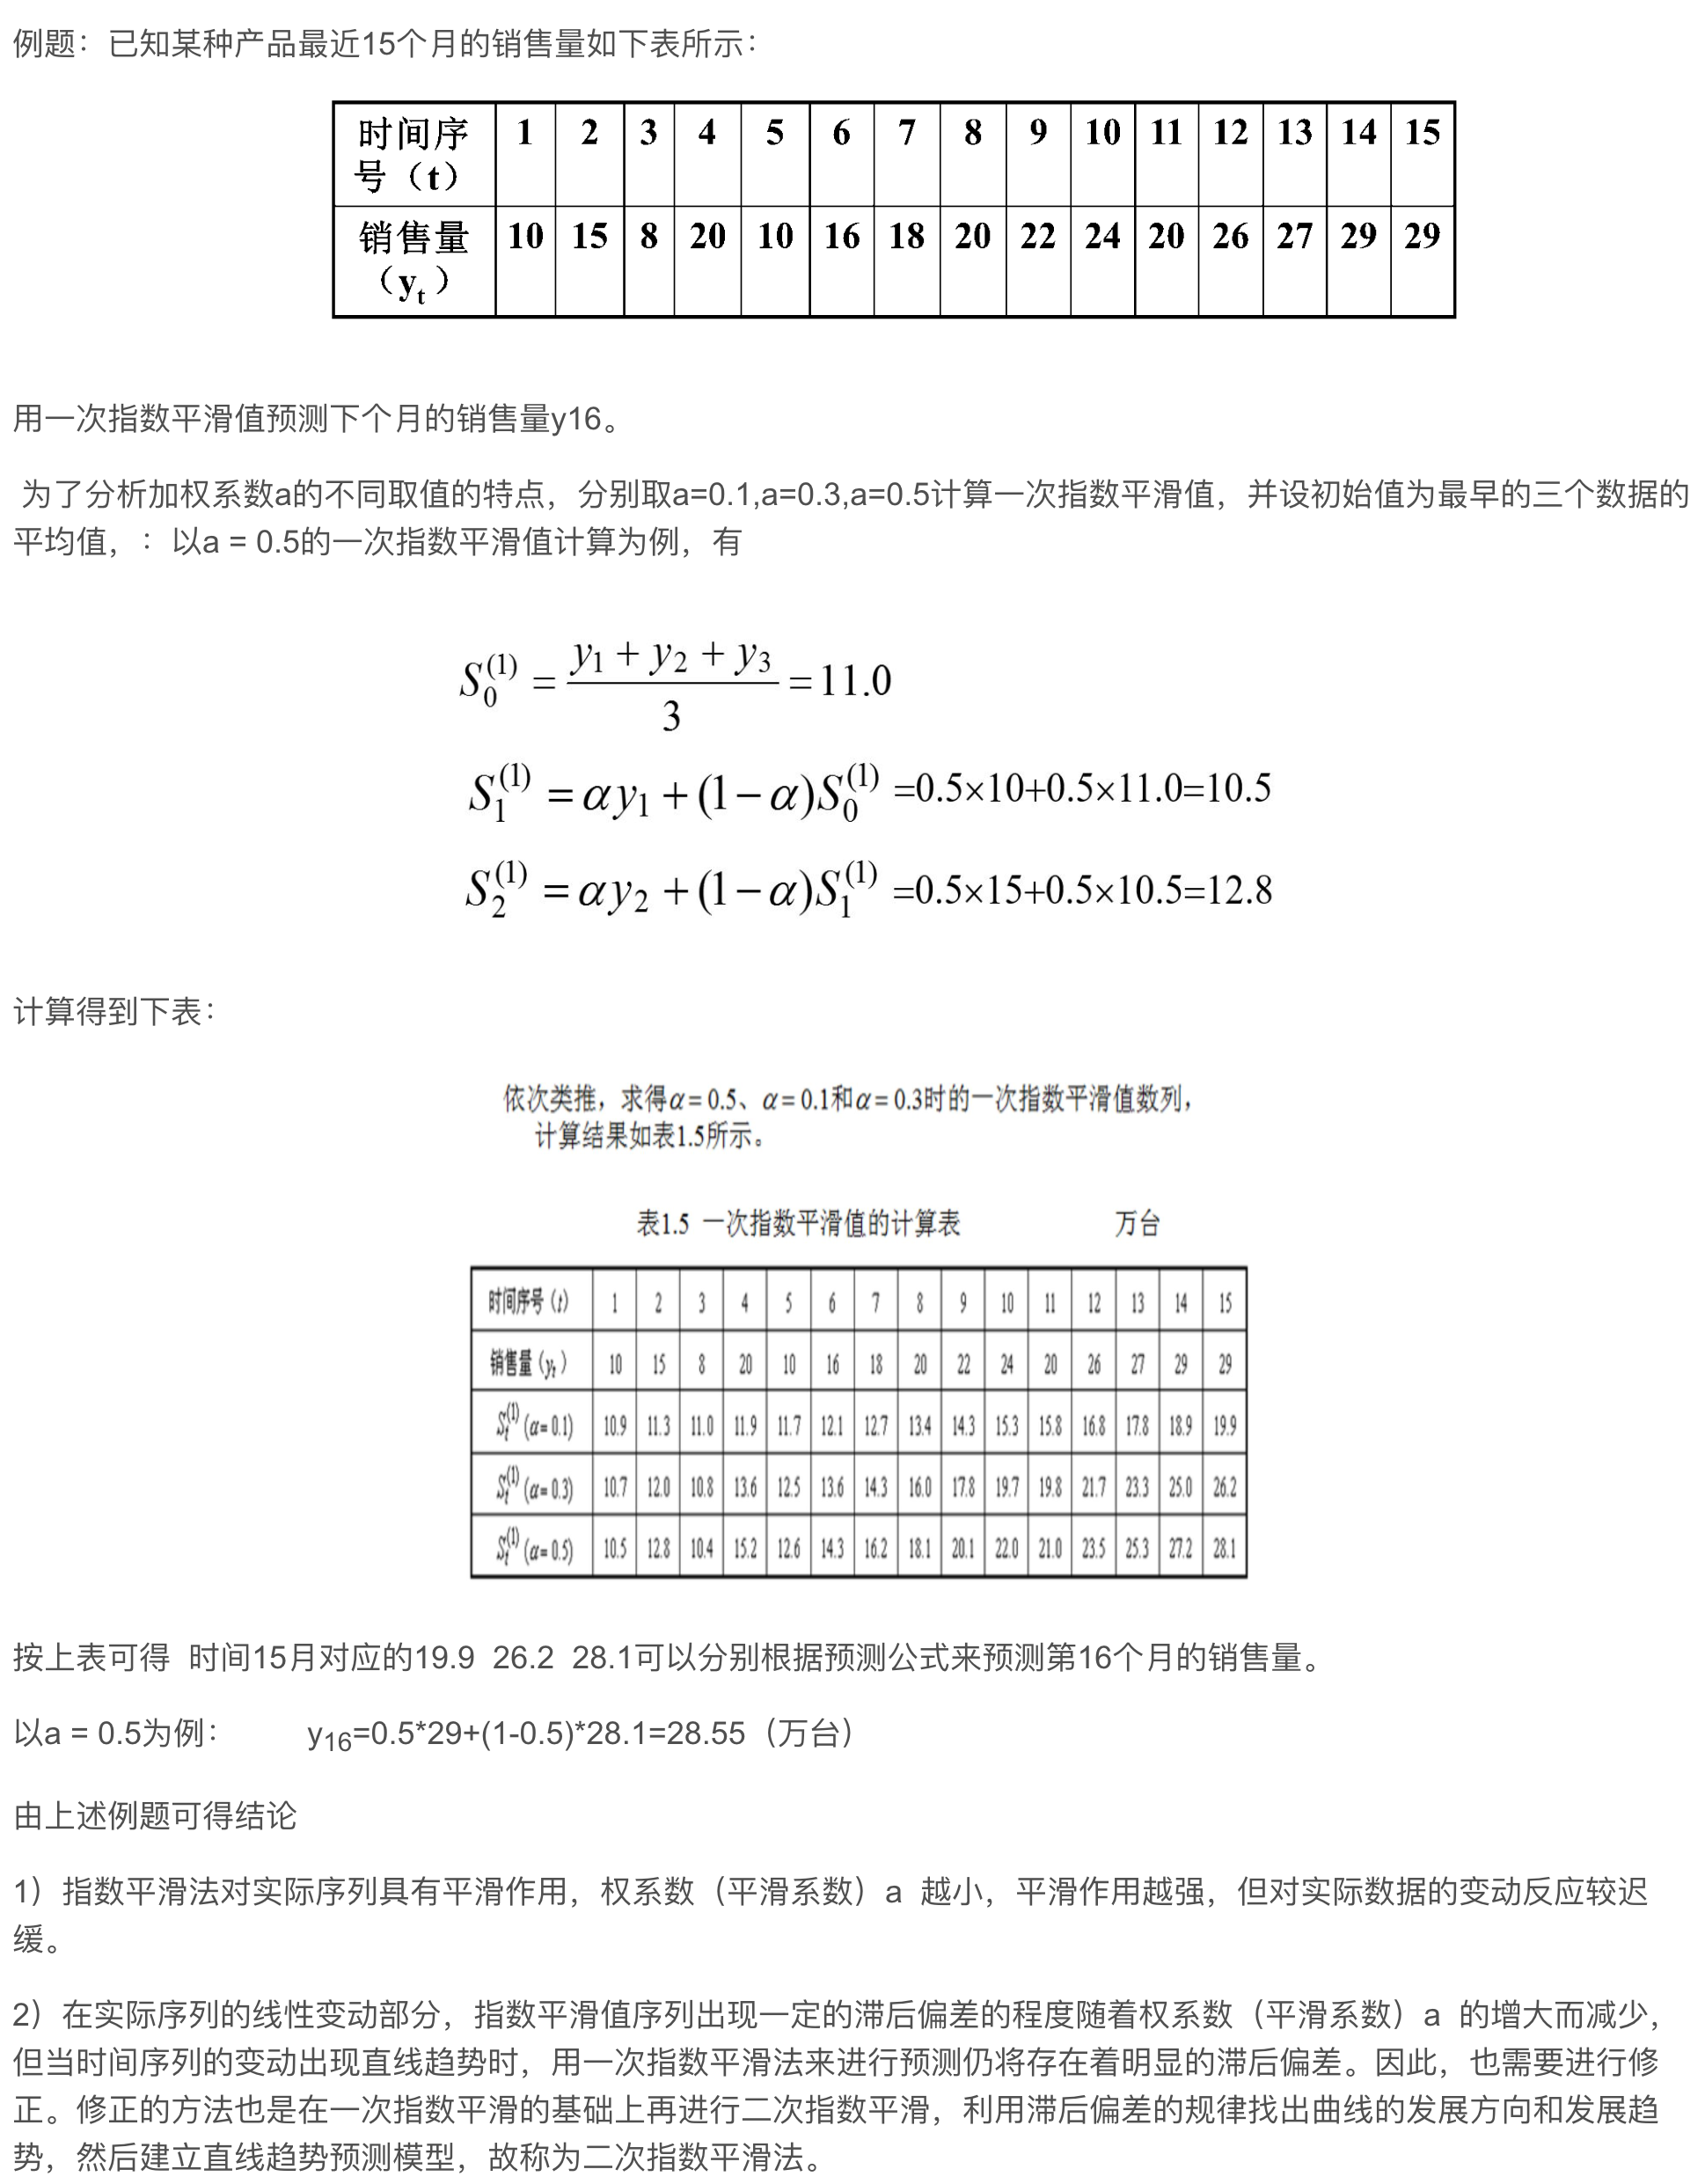 例题：已知某种产品最近15个月的销售量如下表所示：
时间序号（t） 1 2 3 4 5 6 7 8 9 10 11 12 13 14 15
销售量（yt） 10 15 8 20 10 16 18 20 22 24 20 26 27 29 29
用一次指数平滑值预测下个月的销售量y16。
为了分析加权系数a的不同取值的特点，分别取a=0.1,a=0.3,a=0.5计算一次指数平滑值，并设初始值为最早的三个数据的
平均值，：以a = 0.5的一次指数平滑值计算为例，有
S0(1) = (y1 + y2 + y3)/3 = 11.0
S1(1) = αy1 + (1−α)S0(1) =0.5×10+0.5×11.0=10.5
S2(1) = αy2 + (1−α)S1(1) =0.5×15+0.5×10.5=12.8
计算得到下表：
依次类推，求得α= 0.5、α= 0.1和α= 0.3时的一次指数平滑值数列，
计算结果如表1.5所示。
表1.5 一次指数平滑值的计算表 万台
时间序号（t） 1 2 3 4 5 6 7 8 9 10 11 12 13 14 15
销售量（yt） 10 15 8 20 10 16 18 20 22 24 20 26 27 29 29
St(1)（α= 0.1） 10.9 11.3 11.0 11.9 11.7 12.1 12.7 13.4 14.3 15.3 15.8 16.8 17.8 18.9 19.9
St(1)（α= 0.3） 10.7 12.0 10.8 13.6 12.5 13.6 14.3 16.0 17.8 19.7 19.8 21.7 23.3 25.0 26.2
St(1)（α= 0.5） 10.5 12.8 10.4 15.2 12.6 14.3 16.2 18.1 20.1 22.0 21.0 23.5 25.3 27.2 28.1
按上表可得 时间15月对应的19.9 26.2 28.1可以分别根据预测公式来预测第16个月的销售量。
以a = 0.5为例： y16=0.5*29+(1-0.5)*28.1=28.55（万台）
由上述例题可得结论
1）指数平滑法对实际序列具有平滑作用，权系数（平滑系数）a 越小，平滑作用越强，但对实际数据的变动反应较迟
缓。
2）在实际序列的线性变动部分，指数平滑值序列出现一定的滞后偏差的程度随着权系数（平滑系数）a 的增大而减少，
但当时间序列的变动出现直线趋势时，用一次指数平滑法来进行预测仍将存在着明显的滞后偏差。因此，也需要进行修
正。修正的方法也是在一次指数平滑的基础上再进行二次指数平滑，利用滞后偏差的规律找出曲线的发展方向和发展趋
势，然后建立直线趋势预测模型，故称为二次指数平滑法。